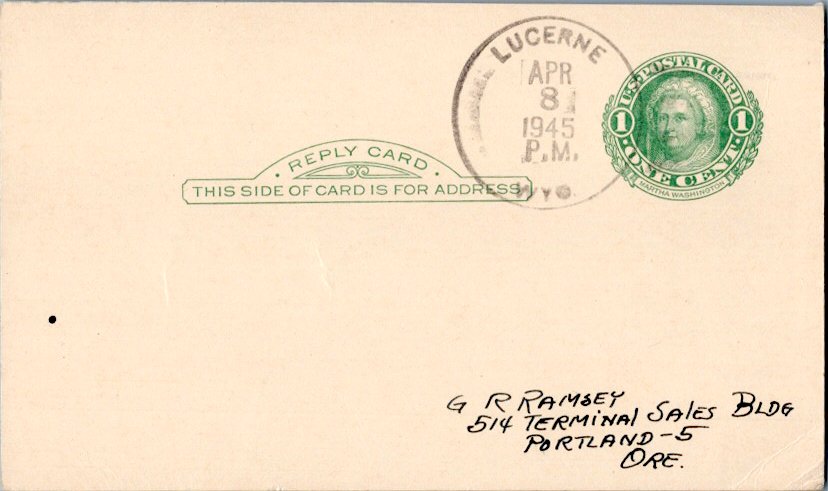 LUCERNE
APR
8
1945
P.M.
WYO.
U.S. POSTAL CARD
1 1
ONE CENT
MARTHA WASHINGTON
· REPLY CARD ·
THIS SIDE OF CARD IS FOR ADDRESS
G R RAMSEY
514 TERMINAL SALES BLDG
PORTLAND-5
ORE.